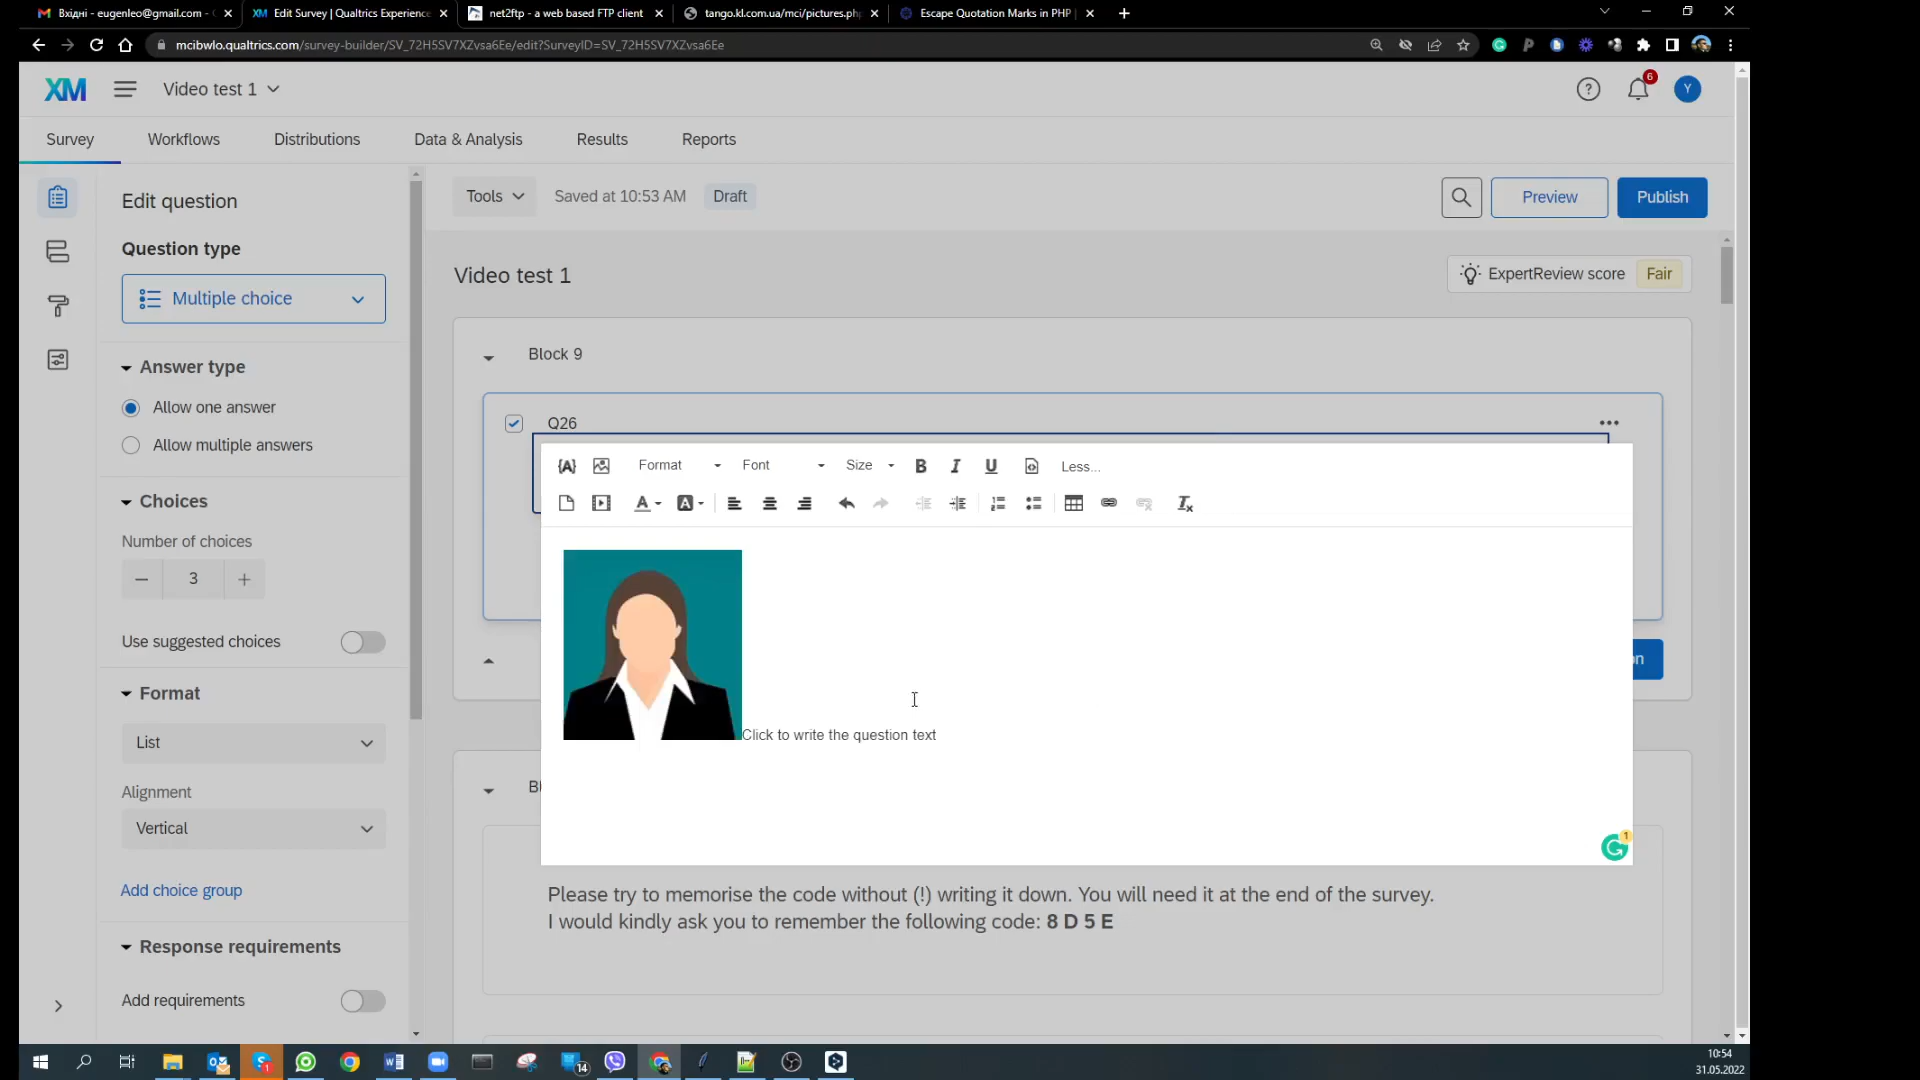 Вхідні - eugenleo@gmail.com -
Edit Survey | Qualtrics Experience
net2ftp - a web based FTP client
tango.kl.com.ua/mci/pictures.php
Escape Quotation Marks in PHP |
mcibwlo.qualtrics.com/survey-builder/SV_72H5SV7XZvsa6Ee/edit?SurveyID=SV_72H5SV7XZvsa6Ee
XM
Video test 1
6
Y
Survey
Workflows
Distributions
Data & Analysis
Results
Reports
Edit question
Tools
Saved at 10:53 AM
Draft
Preview
Publish
Question type
Multiple choice
Video test 1
ExpertReview score
Fair
Answer type
Allow one answer
Allow multiple answers
Block 9
Q26
Format
Font
Size
B
I
U
Less...
Choices
Number of choices
3
Use suggested choices
Format
List
Alignment
Vertical
Add choice group
Response requirements
Add requirements
Click to write the question text
1
Please try to memorise the code without (!) writing it down. You will need it at the end of the survey.
I would kindly ask you to remember the following code: 8 D 5 E
1
14
10:54
31.05.2022